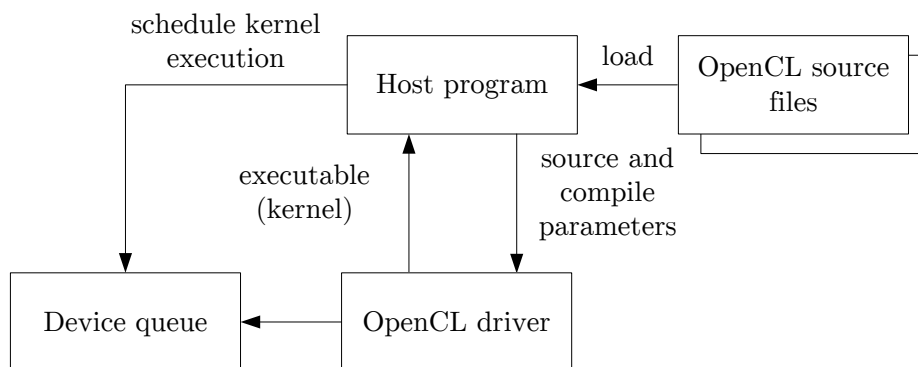 schedule kernel
execution
Host program
load
OpenCL source
files
executable
(kernel)
source and
compile
parameters
Device queue
OpenCL driver